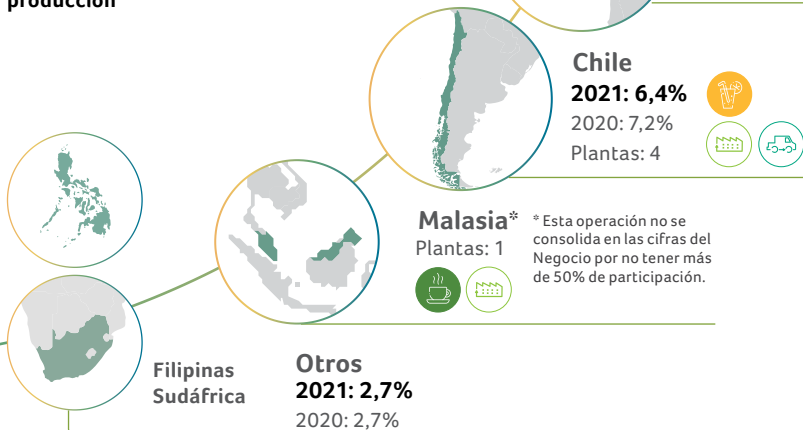 producción
Chile
2021: 6,4%
2020: 7,2%
Plantas: 4
Malasia*
Plantas: 1
* Esta operación no se
consolida en las cifras del
Negocio por no tener más
de 50% de participación.
Filipinas
Sudáfrica
Otros
2021: 2,7%
2020: 2,7%